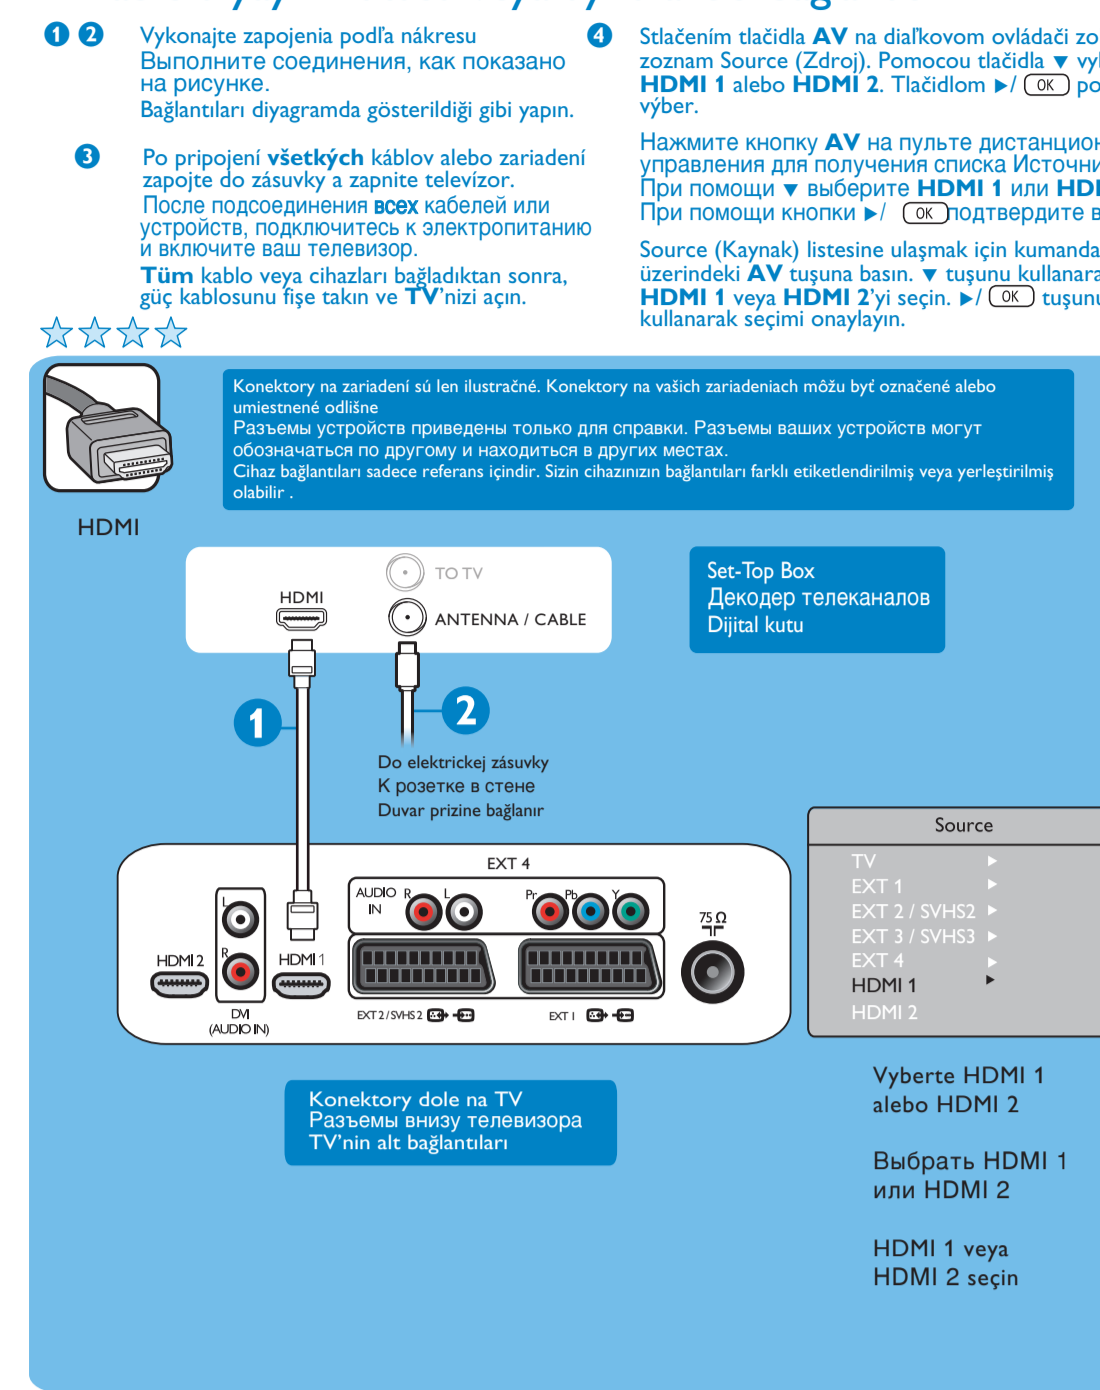 1 2
Vykonajte zapojenia podľa nákresu
Выполните соединения, как показано
на рисунке.
Bağlantıları diyagramda gösterildiği gibi yapın.
3
Po pripojení všetkých káblov alebo zariadení
zapojte do zásuvky a zapnite televízor.
После подсоединения всех кабелей или
устройств, подключитесь к электропитанию
и включите ваш телевизор.
Tüm kablo veya cihazları bağladıktan sonra,
güç kablosunu fişe takın ve TV'nizi açın.
4
Stlačením tlačidla AV na diaľkovom ovládači
zoznam Source (Zdroj). Pomocou tlačidla ▼
HDMI 1 alebo HDMI 2. Tlačidlom ►/ OK
výber.
Нажмите кнопку AV на пульте
управления для получения списка
При помощи ▼ выберите HDMI 1 или
При помощи кнопки ►/ OK подтвердите
Source (Kaynak) listesine ulaşmak için kumanda
üzerindeki AV tuşuna basın. ▼ tuşunu
HDMI 1 veya HDMI 2'yi seçin. ►/ OK tuşunu
kullanarak seçimi onaylayın.
Konektory na zariadení sú len ilustračné. Konektory na vašich zariadeniach môžu byť označené alebo
umiestnené odlišne
Разъемы устройств приведены только для справки. Разъемы ваших устройств могут
обозначаться по другому и находиться в других местах.
Cihaz bağlantıları sadece referans içindir. Sizin cihazınızın bağlantıları farklı etiketlendirilmiş veya yerleştirilmiş
olabilir .
HDMI
TO TV
HDMI
ANTENNA / CABLE
Set-Top Box
Декодер телеканалов
Dijital kutu
1
2
Do elektrickej zásuvky
К розетке в стене
Duvar prizine bağlanır
EXT 4
AUDIO IN R L
Pr Pb Y
75 Ω
L
R
HDMI 2
HDMI 1
DVI
(AUDIO IN)
EXT 2 / SVHS 2
EXT 1
Source
TV ►
EXT 1 ►
EXT 2 / SVHS2 ►
EXT 3 / SVHS3 ►
EXT 4 ►
HDMI 1 ►
HDMI 2
Konektory dole na TV
Разъемы внизу телевизора
TV'nin alt bağlantıları
Vyberte HDMI 1
alebo HDMI 2
Выбрать HDMI 1
или HDMI 2
HDMI 1 veya
HDMI 2 seçin